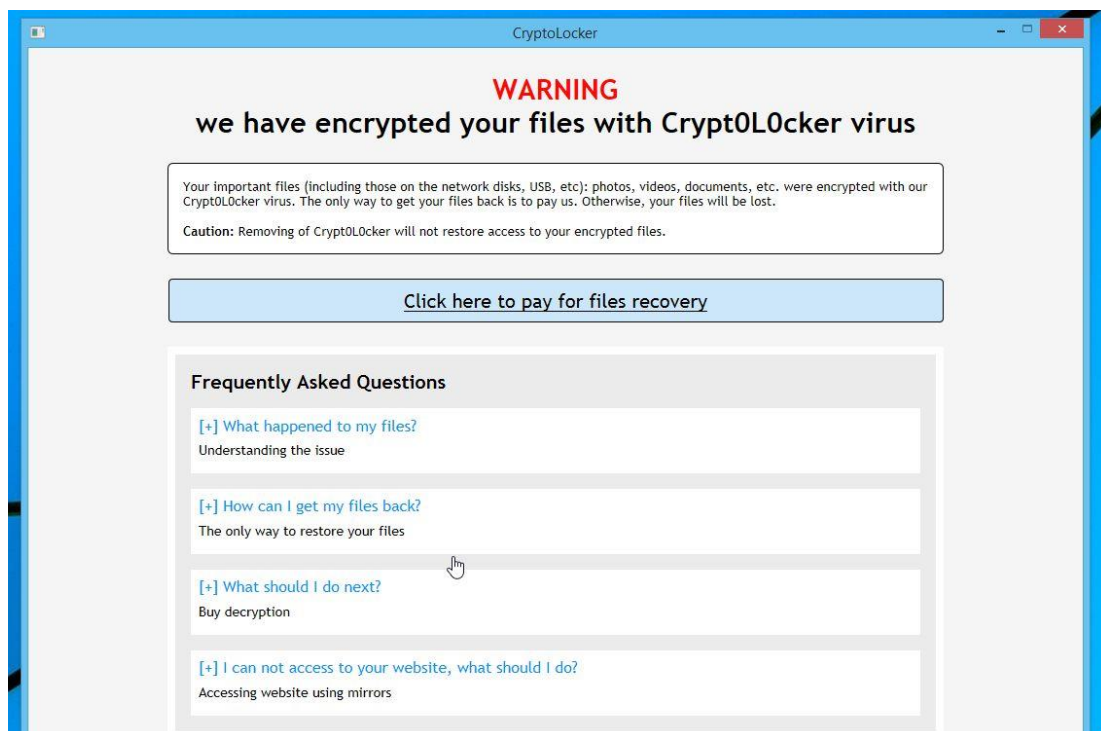 CryptoLocker
WARNING
we have encrypted your files with Crypt0L0cker virus
Your important files (including those on the network disks, USB, etc): photos, videos, documents, etc. were encrypted with our
Crypt0L0cker virus. The only way to get your files back is to pay us. Otherwise, your files will be lost.
Caution: Removing of Crypt0L0cker will not restore access to your encrypted files.
Click here to pay for files recovery
Frequently Asked Questions
[+] What happened to my files?
Understanding the issue
[+] How can I get my files back?
The only way to restore your files
[+] What should I do next?
Buy decryption
[+] I can not access to your website, what should I do?
Accessing website using mirrors